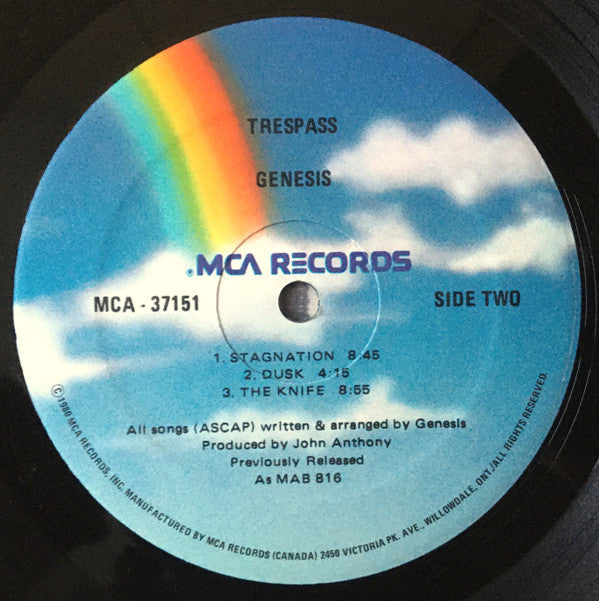 TRESPASS
GENESIS
®MCA RECORDS
MCA - 37151
SIDE TWO
1. STAGNATION 8:45
2. DUSK 4:15
3. THE KNIFE 8:55
All songs (ASCAP) written & arranged by Genesis
Produced by John Anthony
Previously Released
As MAB 816
©1980 MCA RECORDS, INC. MANUFACTURED BY MCA RECORDS (CANADA) 2450 VICTORIA PK. AVE., WILLOWDALE, ONT./ALL RIGHTS RESERVED.